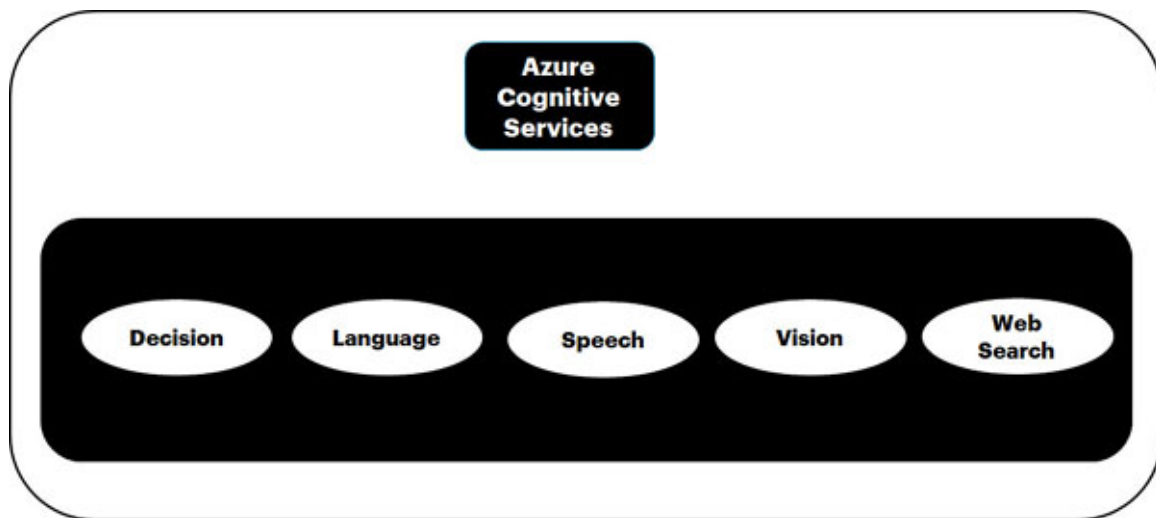 Azure
Cognitive
Services
Decision
Language
Speech
Vision
Web
Search